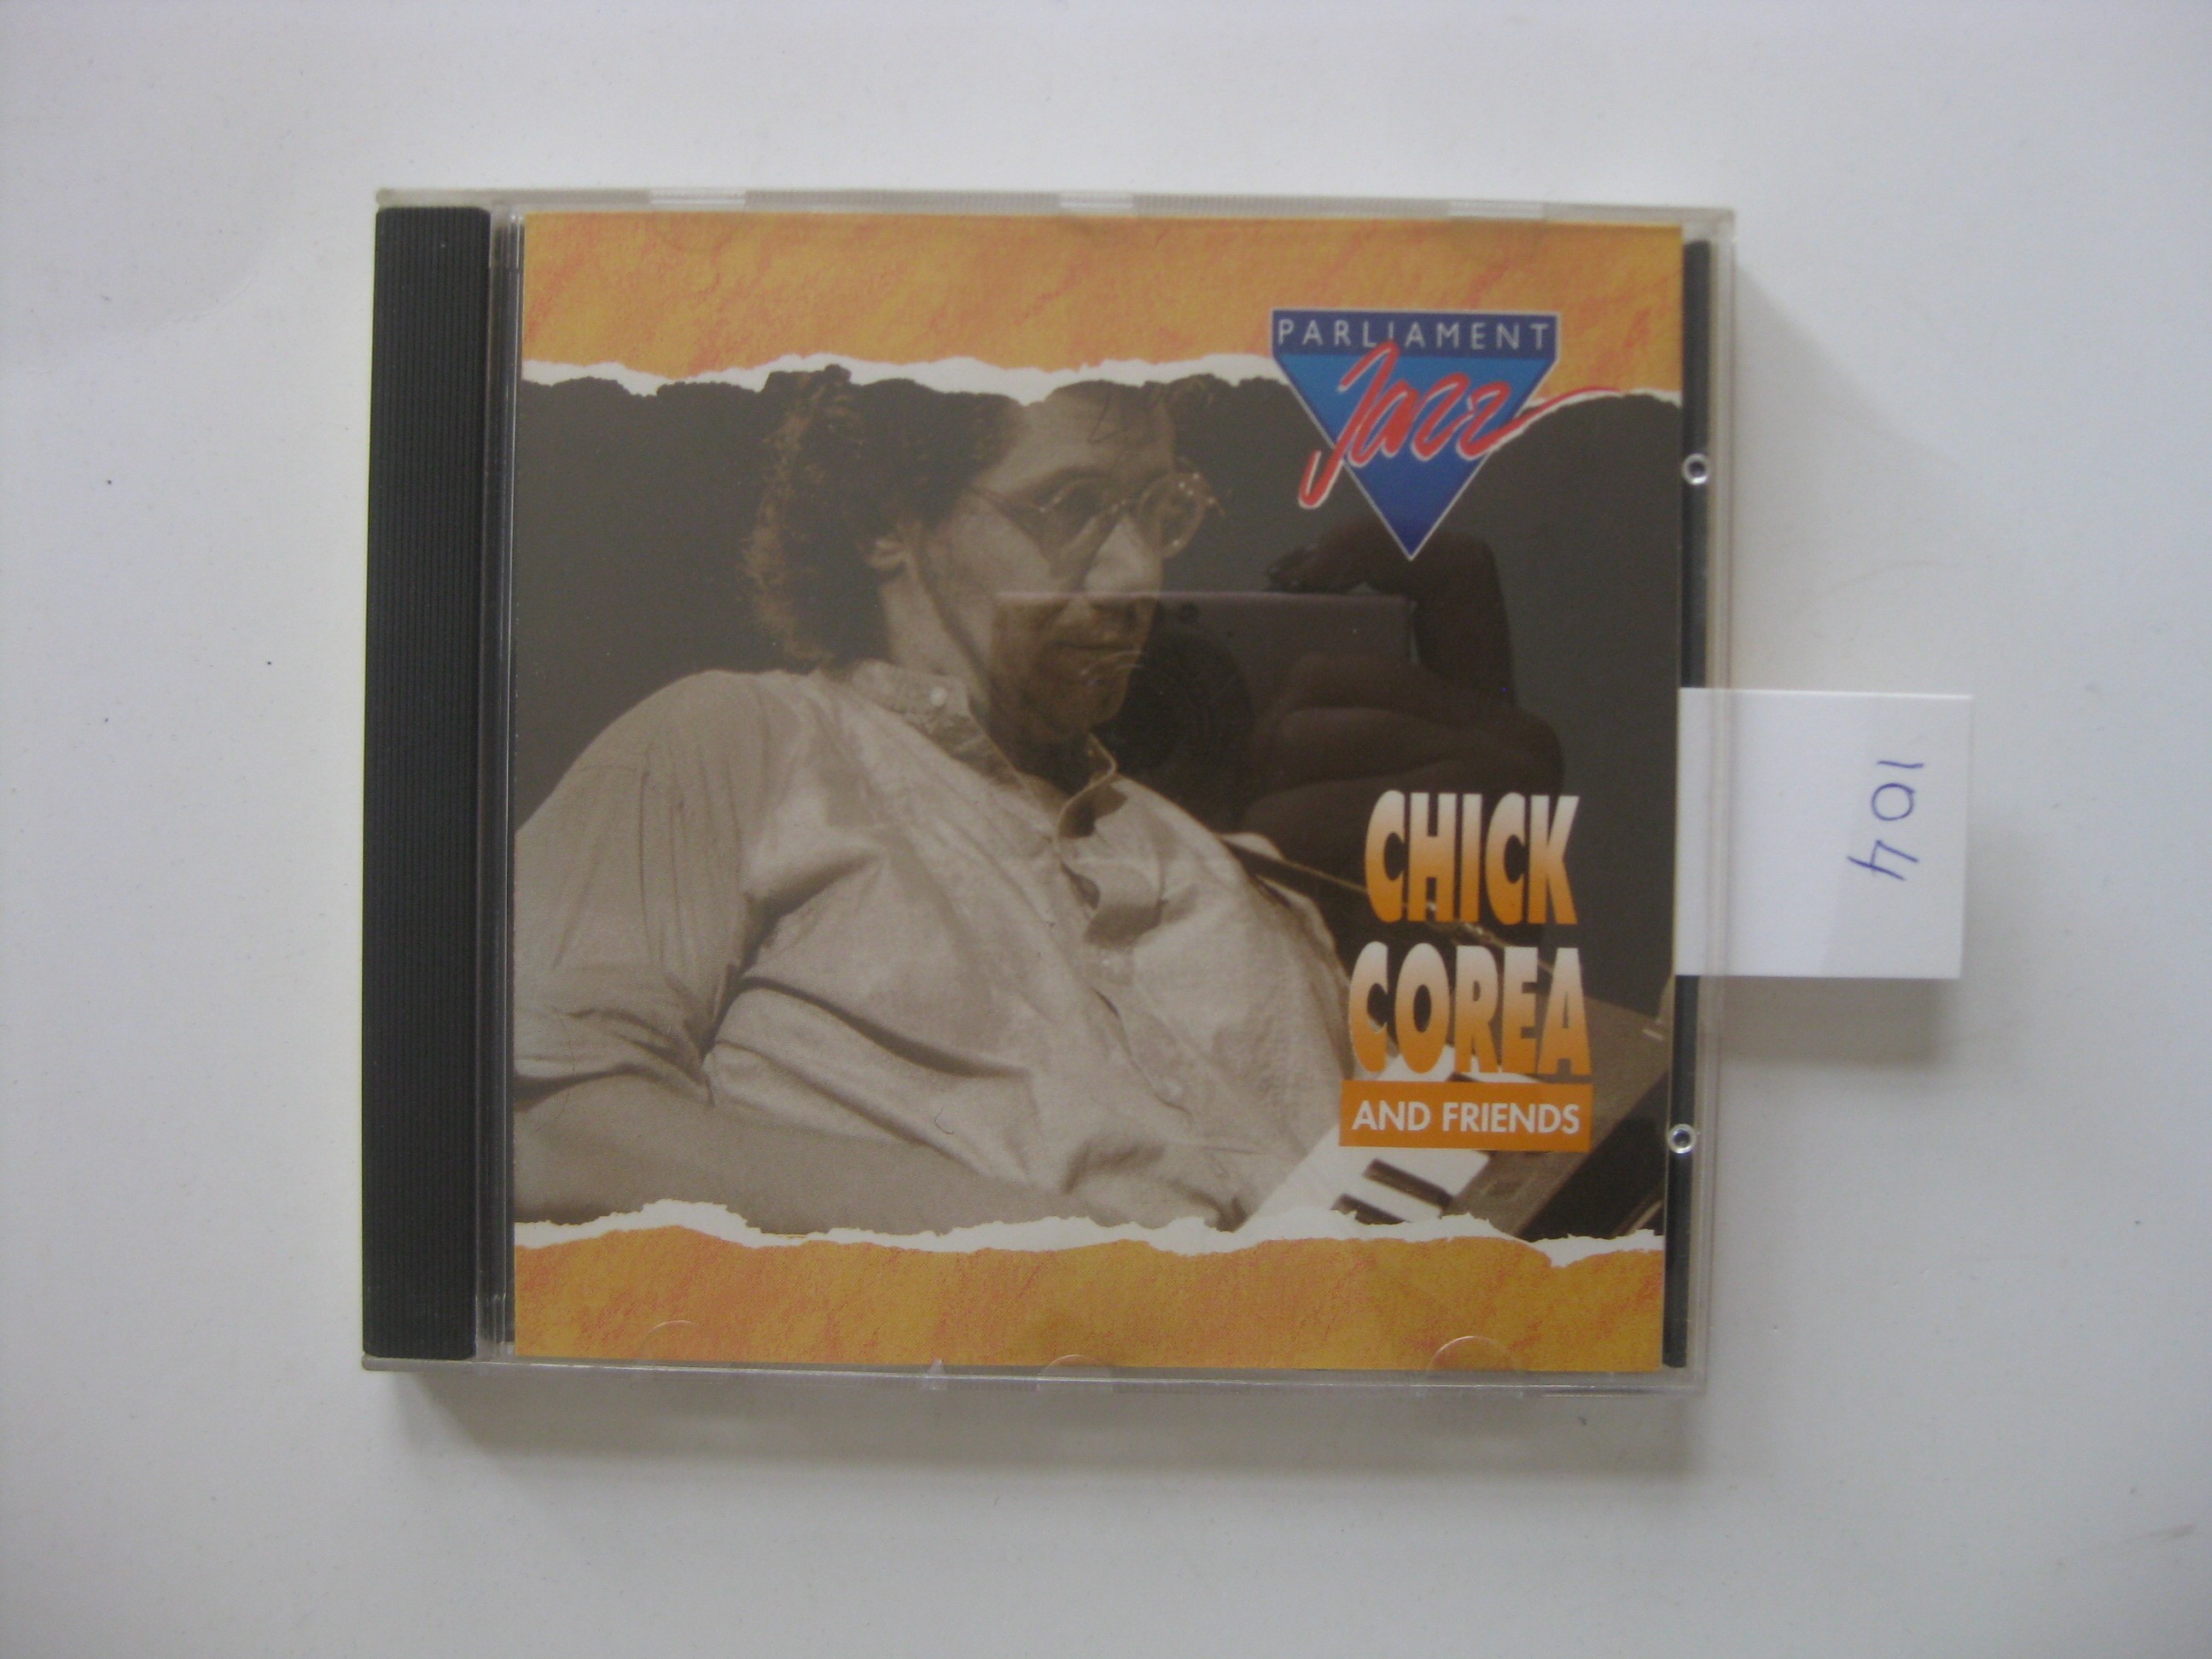 PARLIAMENT
Jazz
CHICK
COREA
AND FRIENDS
104